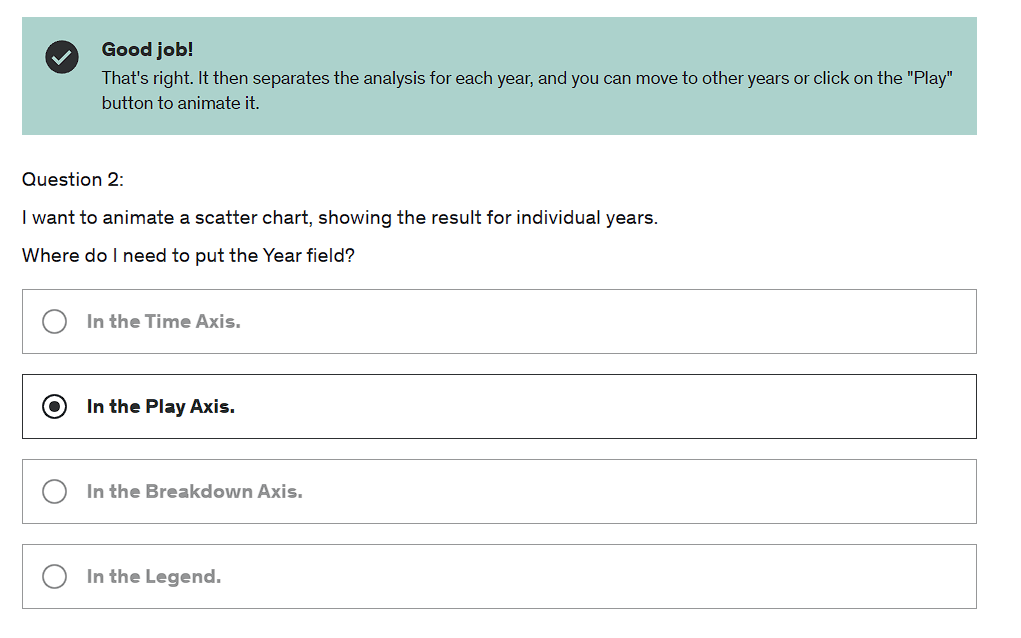 Good job!
That's right. It then separates the analysis for each year, and you can move to other years or click on the "Play"
button to animate it.
Question 2:
I want to animate a scatter chart, showing the result for individual years.
Where do I need to put the Year field?
In the Time Axis.
In the Play Axis.
In the Breakdown Axis.
In the Legend.